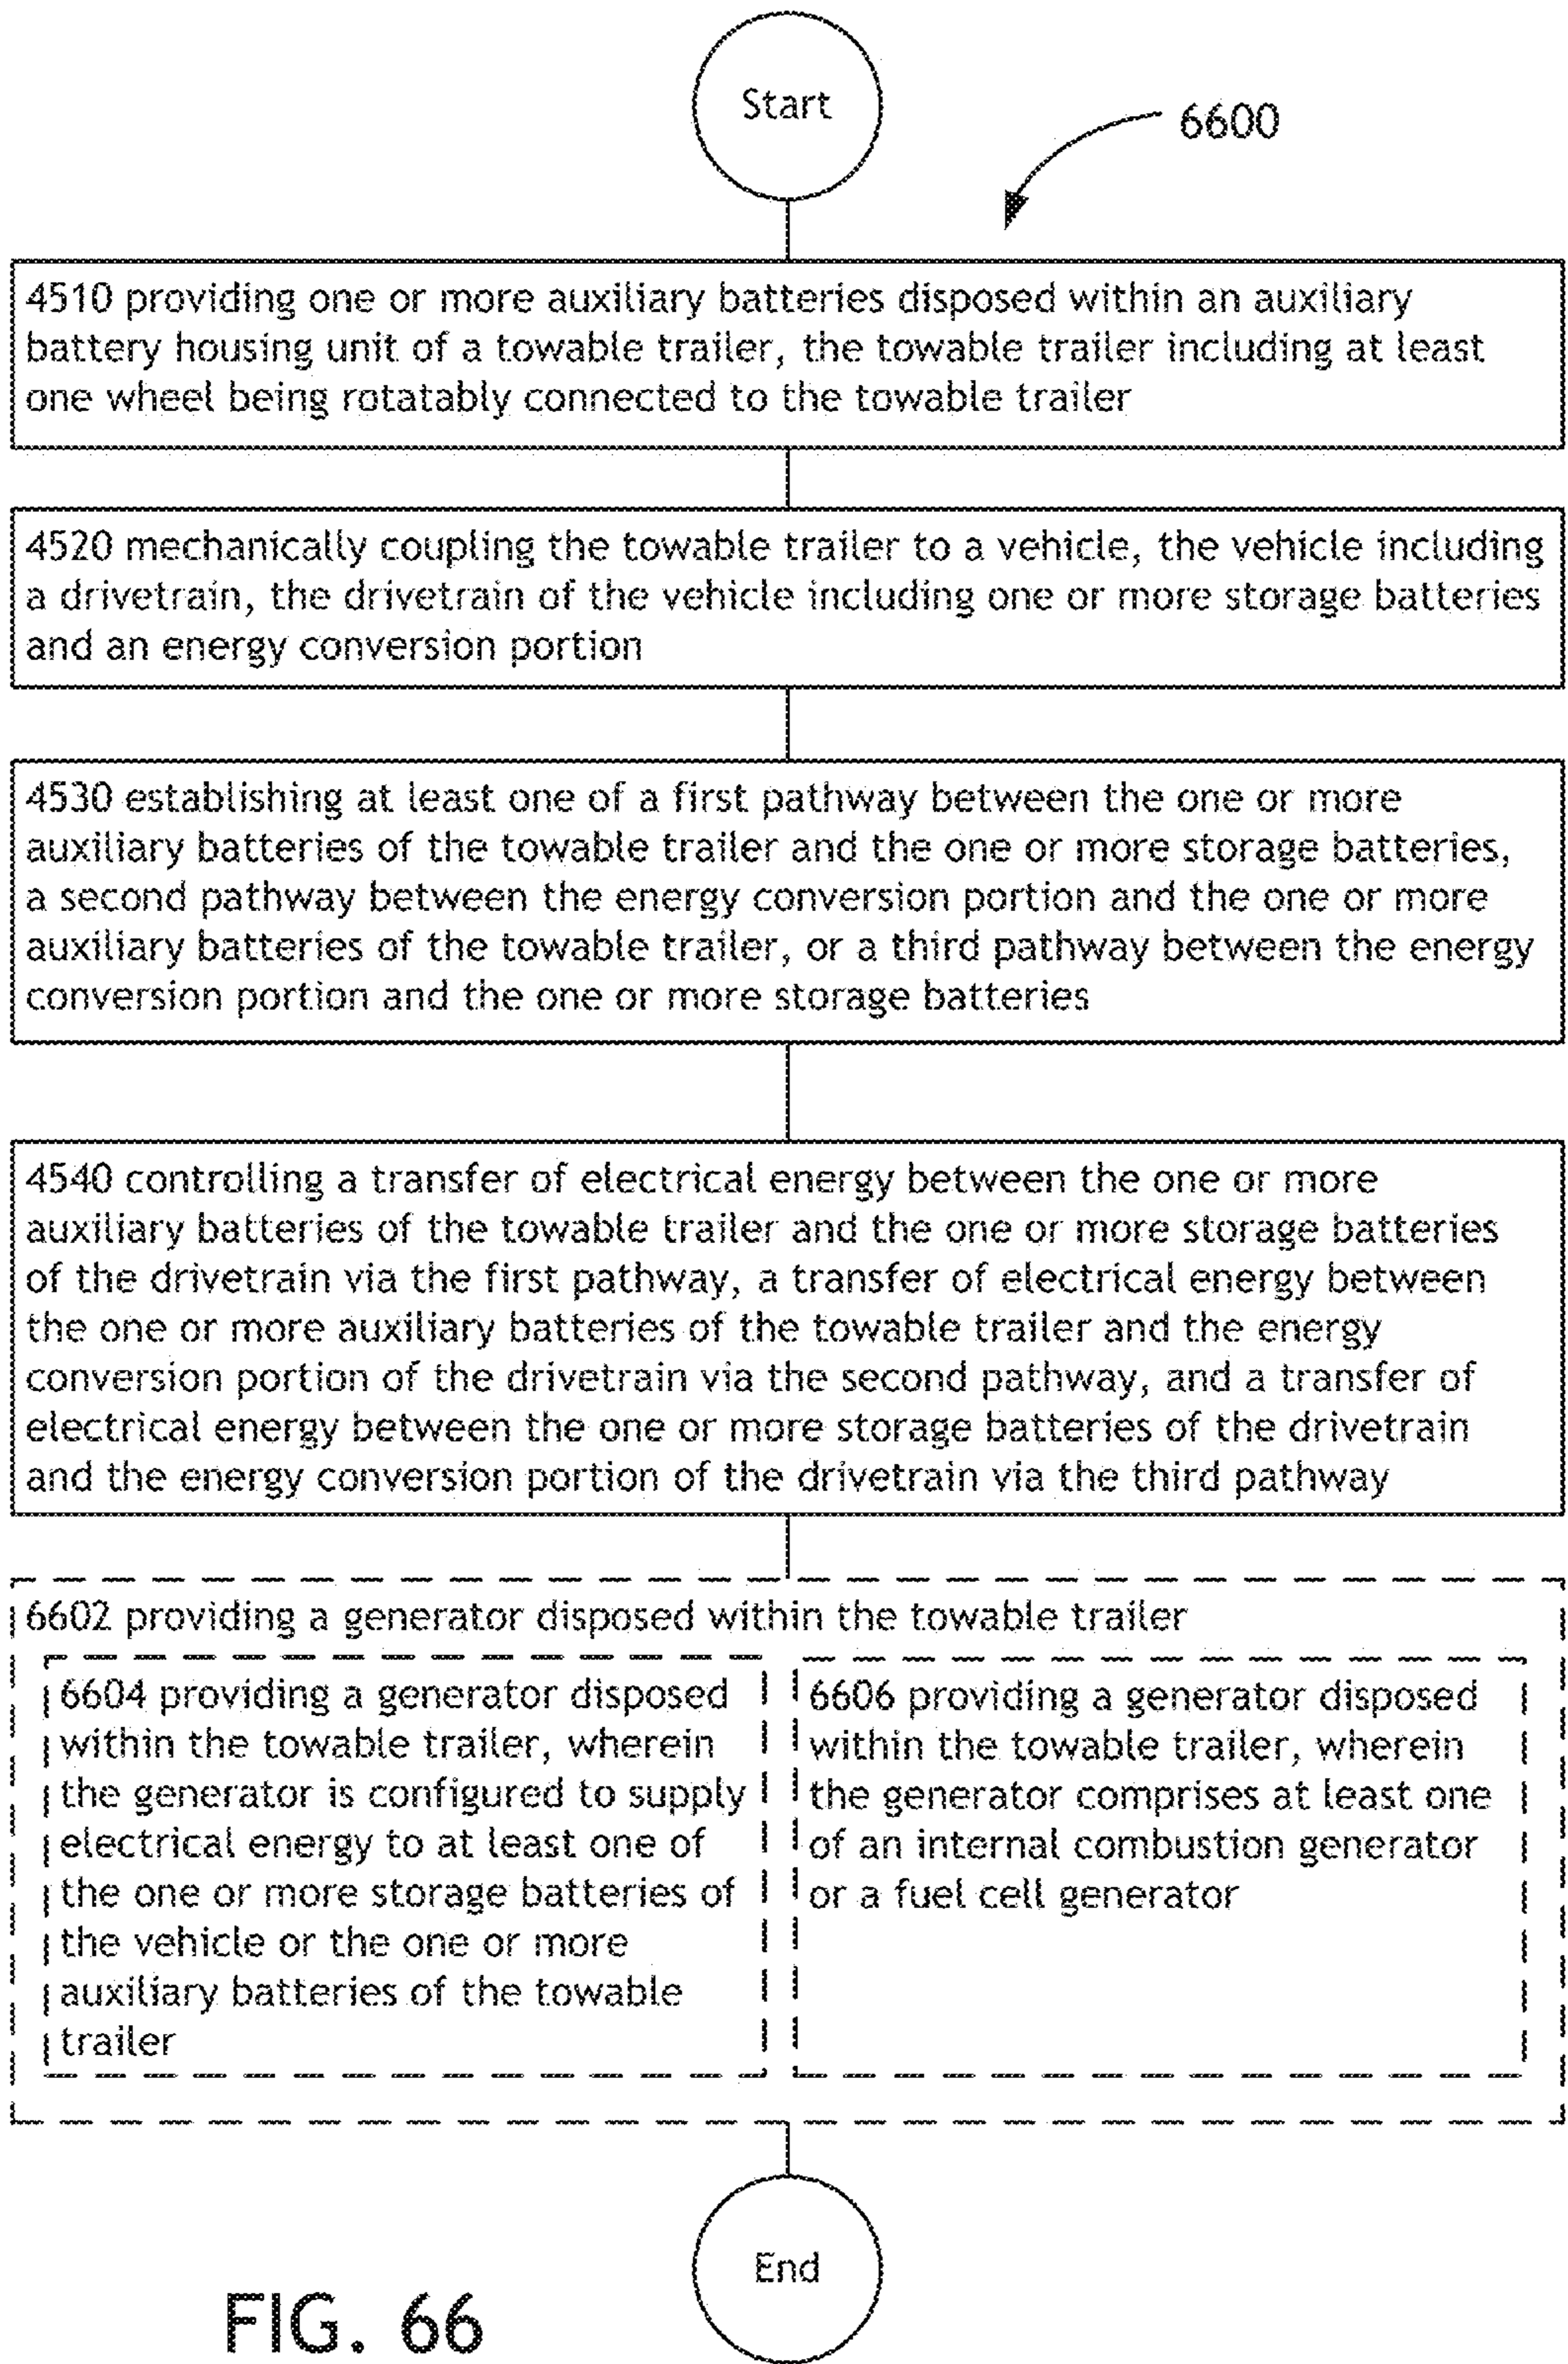 Start
6600
4510 providing one or more auxiliary batteries disposed within an auxiliary
battery housing unit of a towable trailer, the towable trailer including at least
one wheel being rotatably connected to the towable trailer
4520 mechanically coupling the towable trailer to a vehicle, the vehicle including
a drivetrain, the drivetrain of the vehicle including one or more storage batteries
and an energy conversion portion
4530 establishing at least one of a first pathway between the one or more
auxiliary batteries of the towable trailer and the one or more storage batteries,
a second pathway between the energy conversion portion and the one or more
auxiliary batteries of the towable trailer, or a third pathway between the energy
conversion portion and the one or more storage batteries
4540 controlling a transfer of electrical energy between the one or more
auxiliary batteries of the towable trailer and the one or more storage batteries
of the drivetrain via the first pathway, a transfer of electrical energy between
the one or more auxiliary batteries of the towable trailer and the energy
conversion portion of the drivetrain via the second pathway, and a transfer of
electrical energy between the one or more storage batteries of the drivetrain
and the energy conversion portion of the drivetrain via the third pathway
6602 providing a generator disposed within the towable trailer
6604 providing a generator disposed
within the towable trailer, wherein
the generator is configured to supply
electrical energy to at least one of
the one or more storage batteries of
the vehicle or the one or more
auxiliary batteries of the towable
trailer
6606 providing a generator disposed
within the towable trailer, wherein
the generator comprises at least one
of an internal combustion generator
or a fuel cell generator
End
FIG. 66